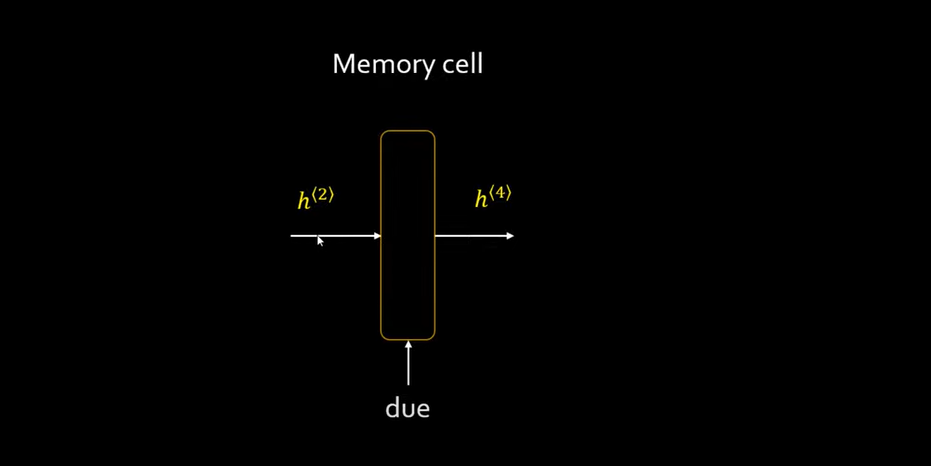 Memory cell
h⟨2⟩
h⟨4⟩
due